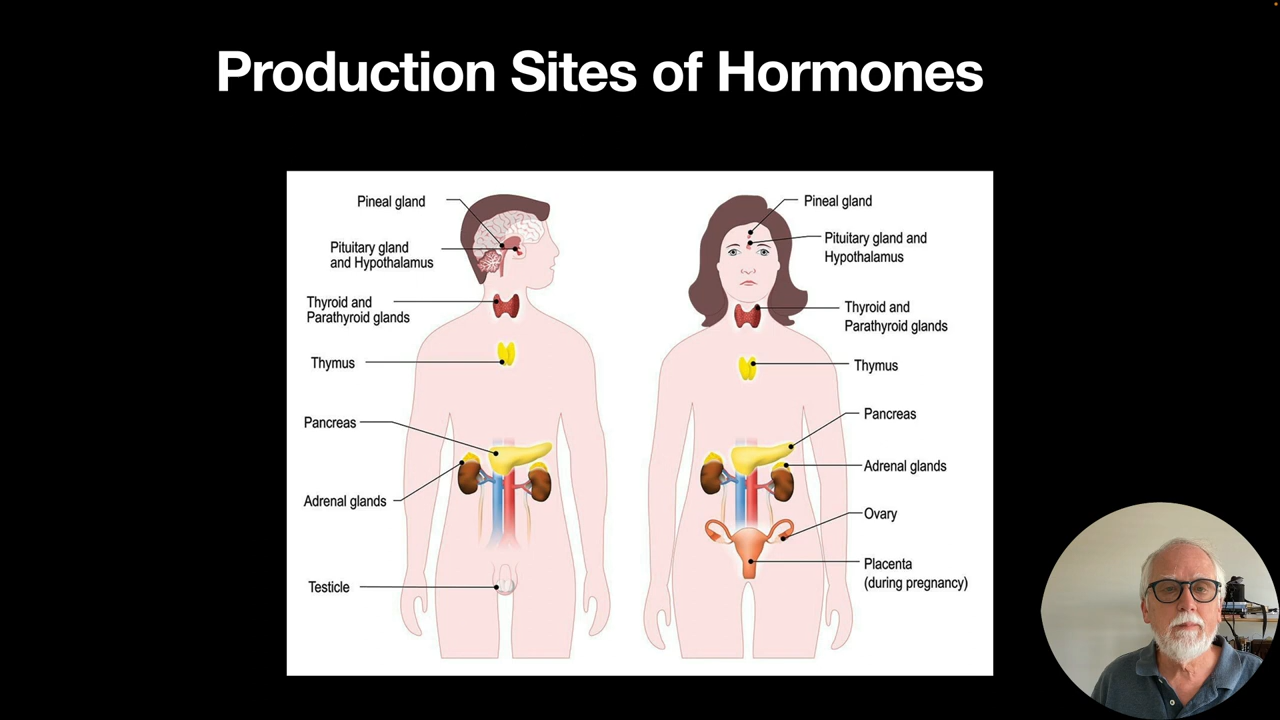 Production Sites of Hormones
Pineal gland
Pituitary gland
and Hypothalamus
Thyroid and
Parathyroid glands
Thymus
Pancreas
Adrenal glands
Testicle
Pineal gland
Pituitary gland and
Hypothalamus
Thyroid and
Parathyroid glands
Thymus
Pancreas
Adrenal glands
Ovary
Placenta
(during pregnancy)